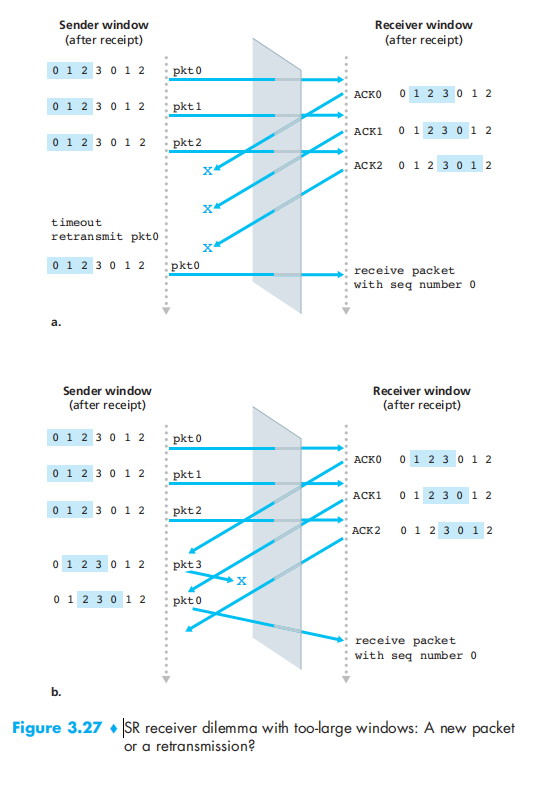 Sender window
(after receipt)
Receiver window
(after receipt)
0 1 2 3 0 1 2
pkt0
ACK0 0 1 2 3 0 1 2
0 1 2 3 0 1 2
pkt1
ACK1 0 1 2 3 0 1 2
0 1 2 3 0 1 2
pkt2
ACK2 0 1 2 3 0 1 2
X
X
X
timeout
retransmit pkt0
0 1 2 3 0 1 2
pkt0
receive packet
with seq number 0
a.
Sender window
(after receipt)
Receiver window
(after receipt)
0 1 2 3 0 1 2
pkt0
ACK0 0 1 2 3 0 1 2
0 1 2 3 0 1 2
pkt1
ACK1 0 1 2 3 0 1 2
0 1 2 3 0 1 2
pkt2
ACK2 0 1 2 3 0 1 2
0 1 2 3 0 1 2
pkt3
X
0 1 2 3 0 1 2
pkt0
receive packet
with seq number 0
b.
Figure 3.27 ♦ SR receiver dilemma with too-large windows: A new packet
or a retransmission?